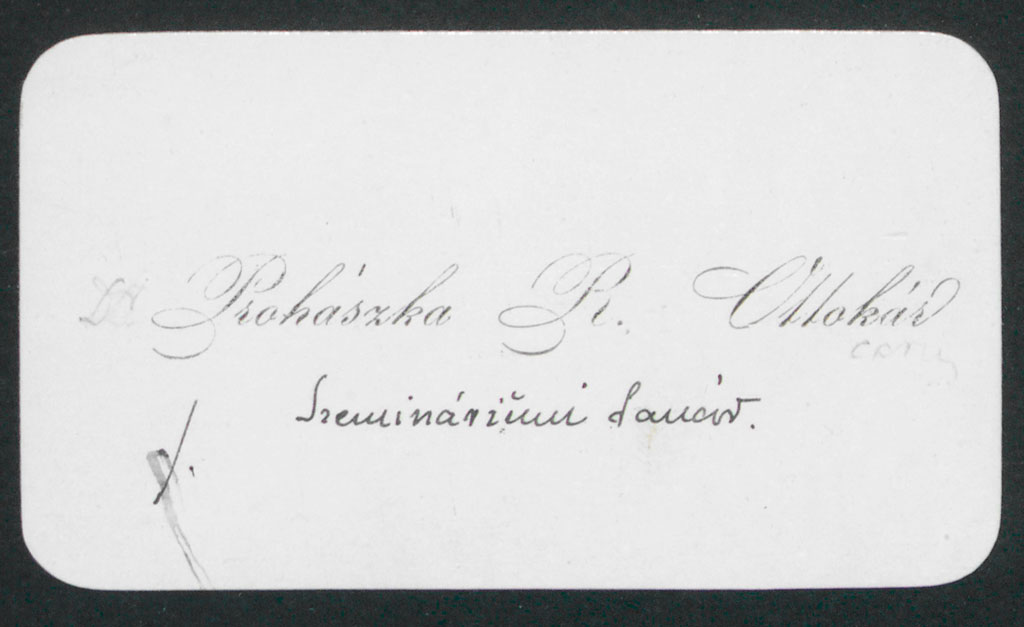 Dr Prohászka R. Ottokár
Szemináriumi tanár.